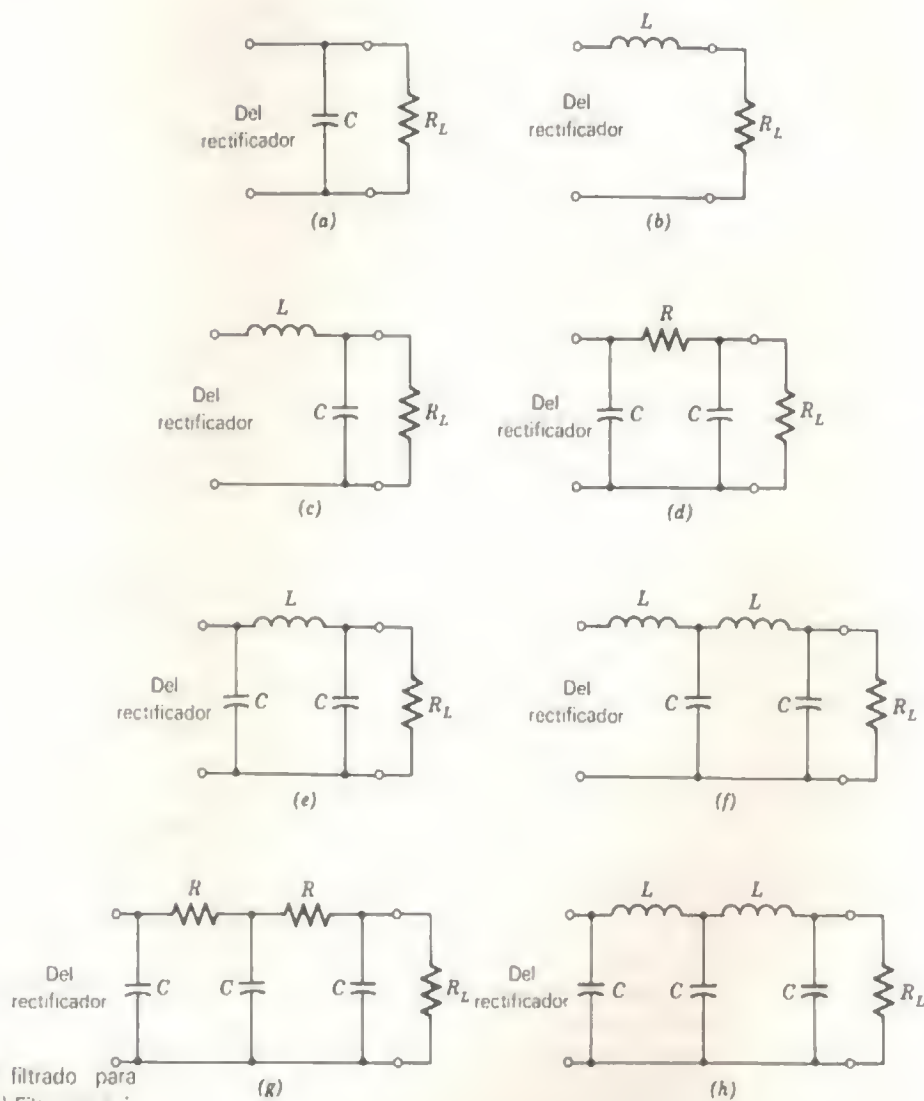 L
Del
rectificador
C
R_L
(a)
Del
rectificador
R_L
(b)
L
Del
rectificador
C
R_L
(c)
R
Del
rectificador
C
C
R_L
(d)
L
Del
rectificador
C
C
R_L
(e)
L
L
Del
rectificador
C
C
R_L
(f)
R
R
Del
rectificador
C
C
C
R_L
(g)
L
L
Del
rectificador
C
C
C
R_L
(h)
filtrado para